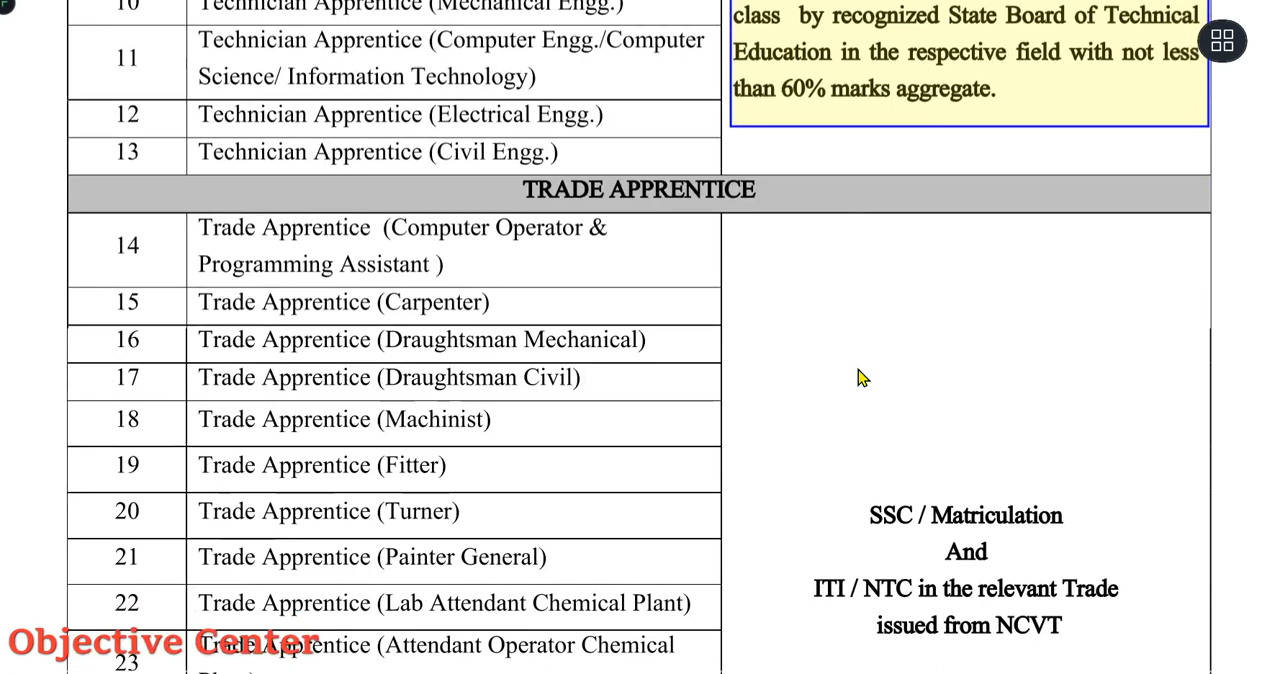 10 Technician Apprentice (Mechanical Engg.)
class by recognized State Board of Technical
Education in the respective field with not less
than 60% marks aggregate.
11 Technician Apprentice (Computer Engg./Computer
Science/ Information Technology)
12 Technician Apprentice (Electrical Engg.)
13 Technician Apprentice (Civil Engg.)
TRADE APPRENTICE
14 Trade Apprentice (Computer Operator &
Programming Assistant )
15 Trade Apprentice (Carpenter)
16 Trade Apprentice (Draughtsman Mechanical)
17 Trade Apprentice (Draughtsman Civil)
18 Trade Apprentice (Machinist)
19 Trade Apprentice (Fitter)
20 Trade Apprentice (Turner)
21 Trade Apprentice (Painter General)
22 Trade Apprentice (Lab Attendant Chemical Plant)
23 Trade Apprentice (Attendant Operator Chemical
SSC / Matriculation
And
ITI / NTC in the relevant Trade
issued from NCVT
Objective Center